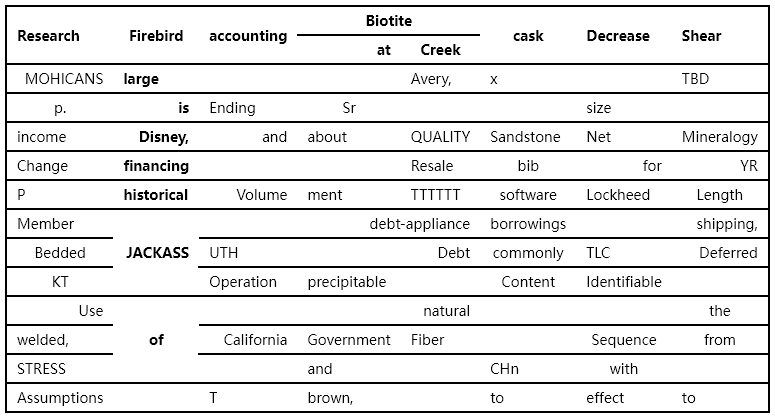 Biotite
Research Firebird accounting at Creek cask Decrease Shear
MOHICANS large Avery, x TBD
p. is Ending Sr size
income Disney, and about QUALITY Sandstone Net Mineralogy
Change financing Resale bib for YR
P historical Volume ment TTTTTT software Lockheed Length
Member debt-appliance borrowings shipping,
Bedded JACKASS UTH Debt commonly TLC Deferred
KT Operation precipitable Content Identifiable
Use natural the
welded, of California Government Fiber Sequence from
STRESS and CHn with
Assumptions T brown, to effect to